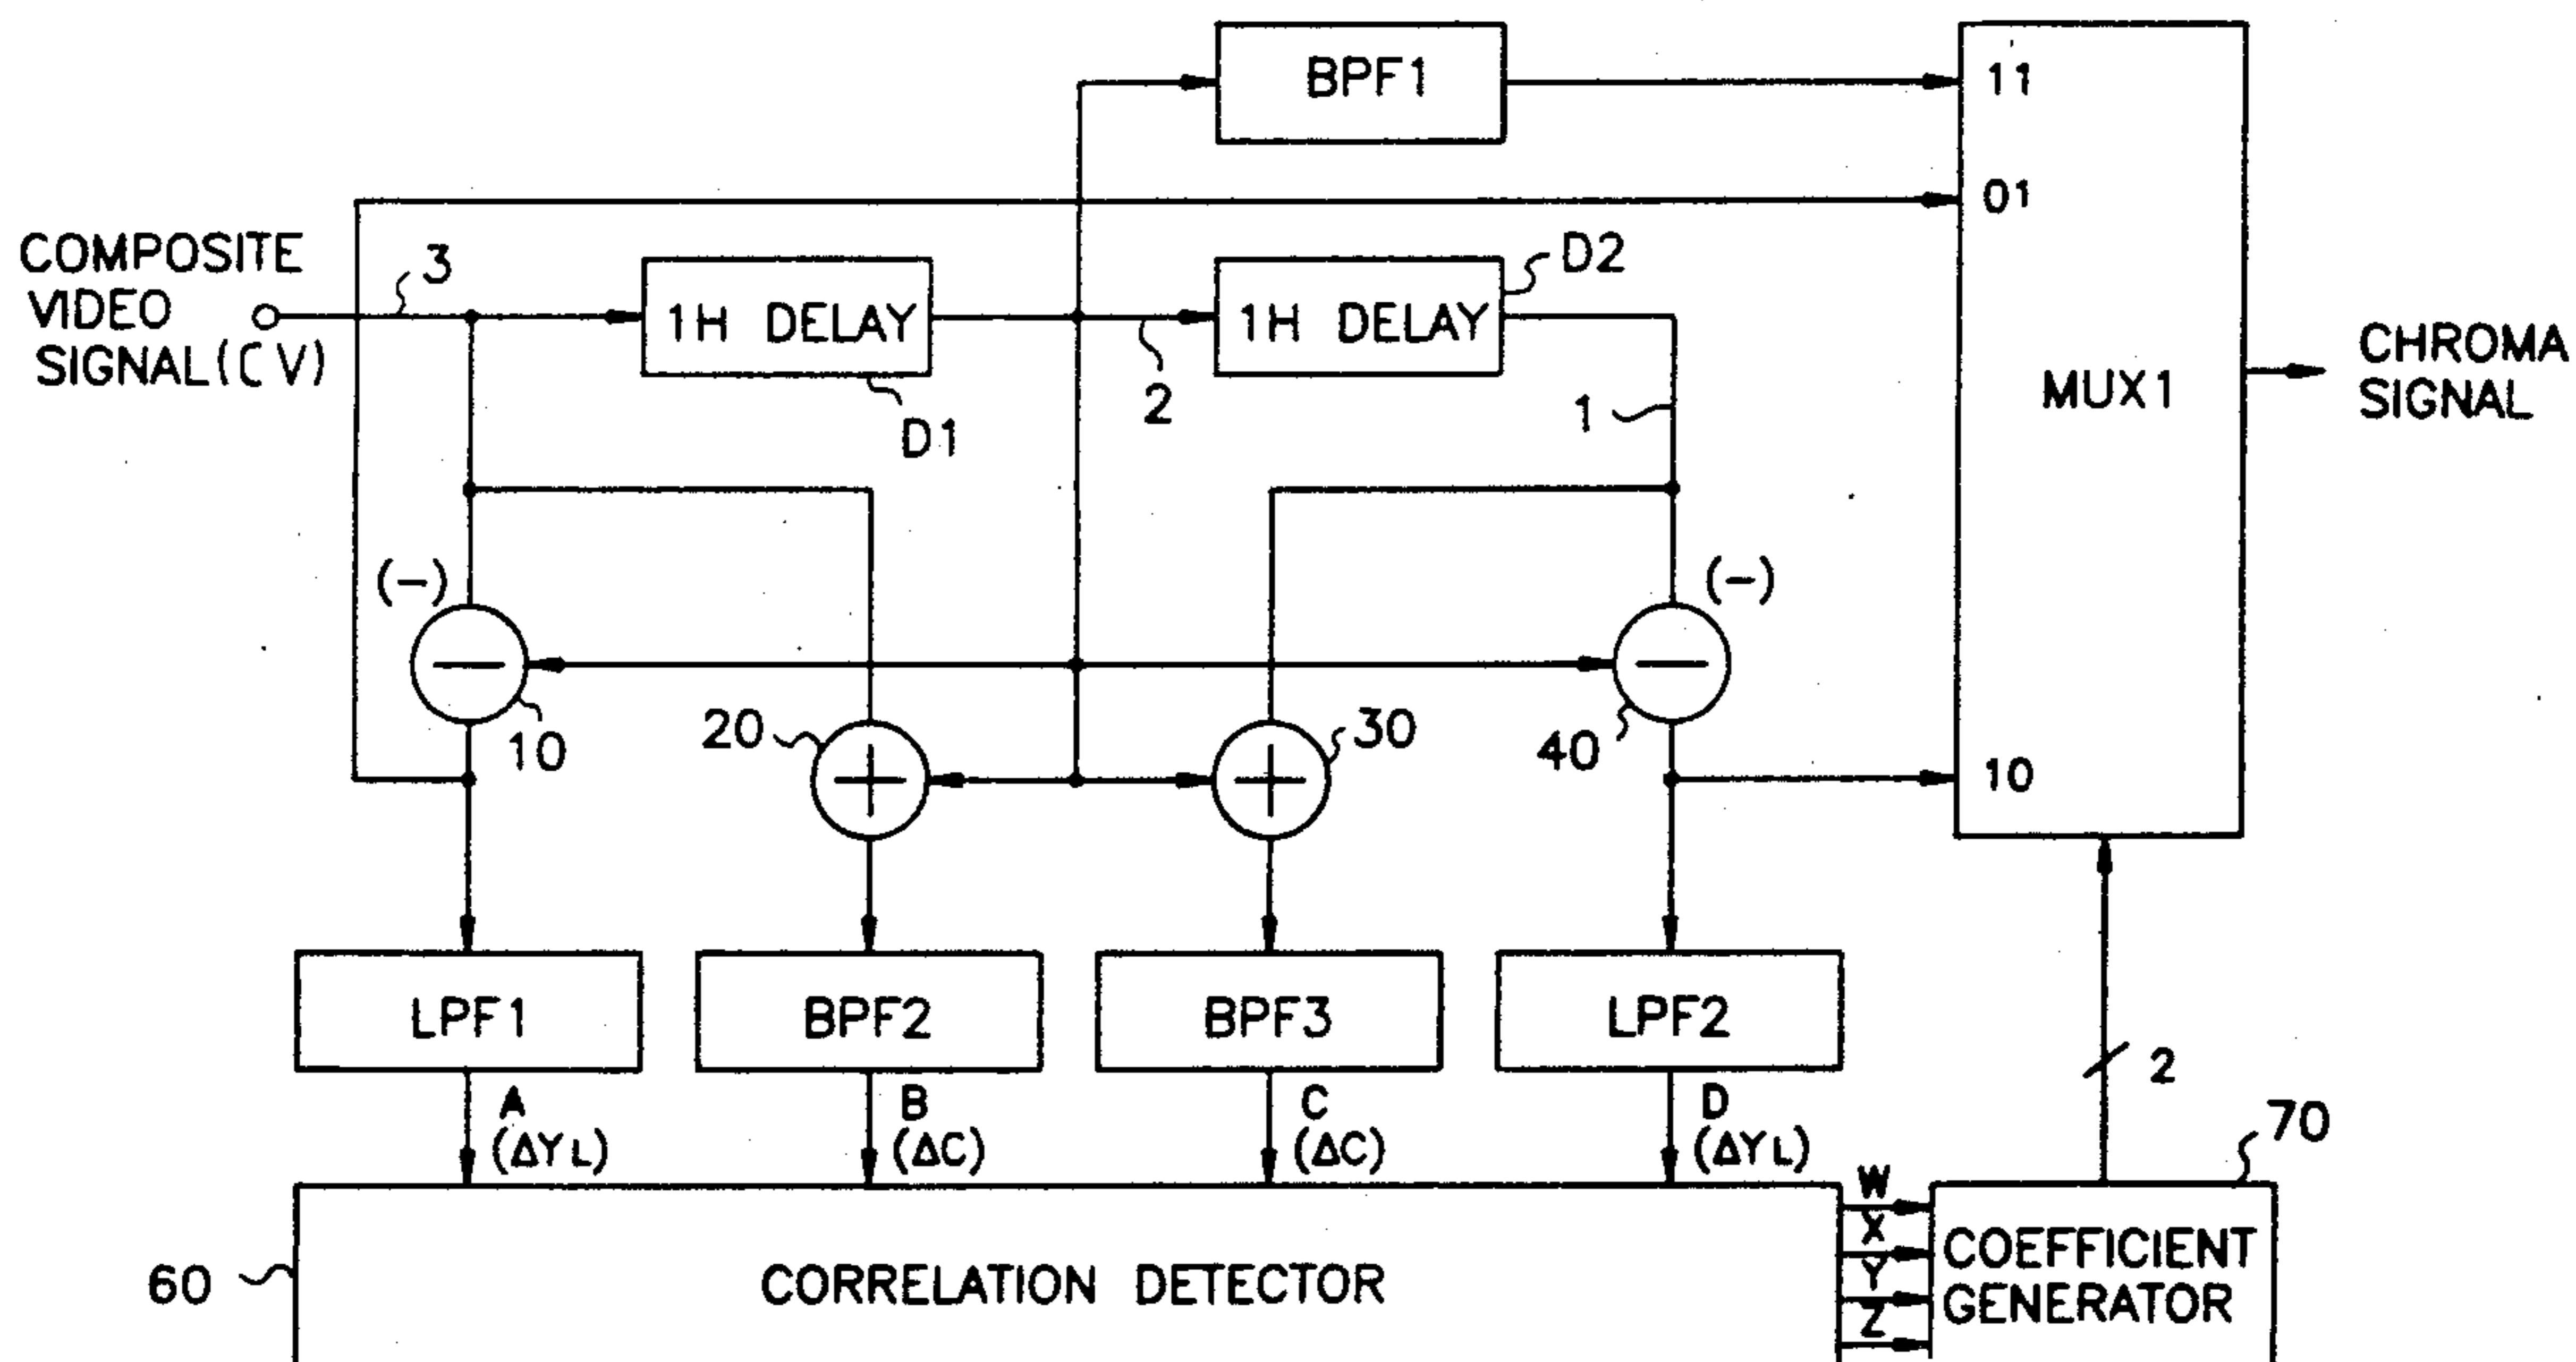 BPF1
11
01
COMPOSITE
VIDEO
SIGNAL(CV)
3
1H DELAY
D1
2
1H DELAY
D2
1
MUX1
CHROMA
SIGNAL
(-)
(-)
—
10
20
+
+
30
—
40
10
LPF1
BPF2
BPF3
LPF2
2
A
(ΔYL)
B
(ΔC)
C
(ΔC)
D
(ΔYL)
70
W
X
Y
Z
COEFFICIENT
GENERATOR
60
CORRELATION DETECTOR